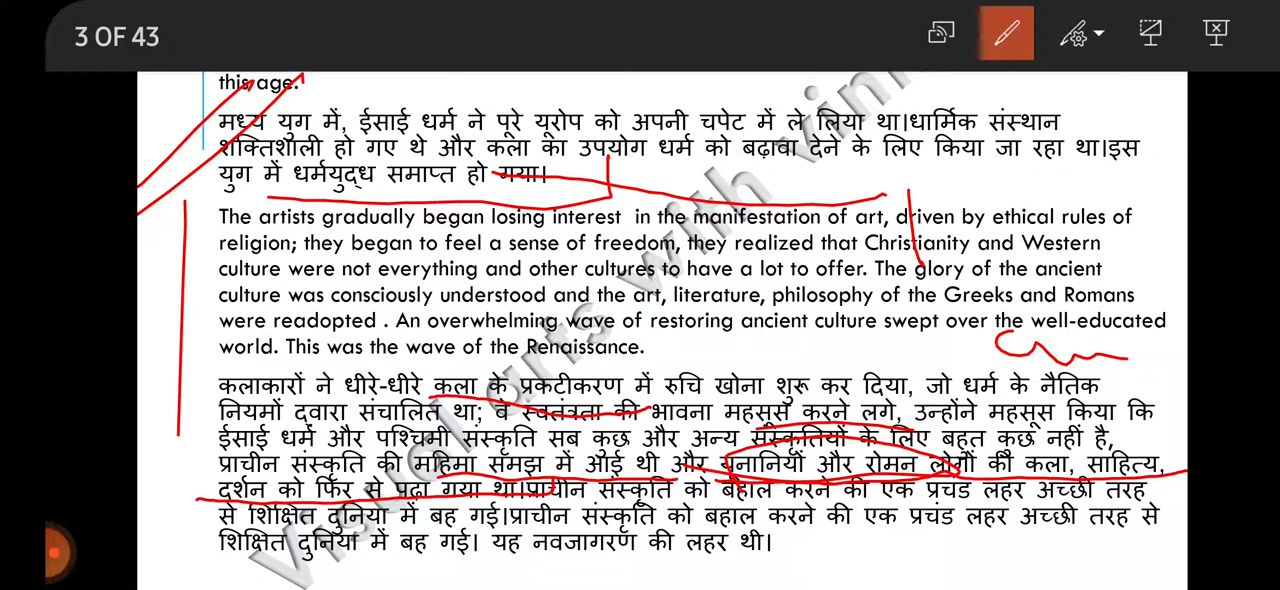 3 OF 43
this age.
मध्य युग में, ईसाई धर्म ने पूरे यूरोप को अपनी चपेट में ले लिया था।धार्मिक संस्थान
शक्तिशाली हो गए थे और कला का उपयोग धर्म को बढ़ावा देने के लिए किया जा रहा था।इस
युग में धर्मयुद्ध समाप्त हो गया।
The artists gradually began losing interest in the manifestation of art, driven by ethical rules of
religion; they began to feel a sense of freedom, they realized that Christianity and Western
culture were not everything and other cultures to have a lot to offer. The glory of the ancient
culture was consciously understood and the art, literature, philosophy of the Greeks and Romans
were readopted . An overwhelming wave of restoring ancient culture swept over the well-educated
world. This was the wave of the Renaissance.
कलाकारों ने धीरे-धीरे कला के प्रकटीकरण में रुचि खोना शुरू कर दिया, जो धर्म के नैतिक
नियमों द्वारा संचालित था; वे स्वतंत्रता की भावना महसूस करने लगे, उन्होंने महसूस किया कि
ईसाई धर्म और पश्चिमी संस्कृति सब कुछ और अन्य संस्कृतियों के लिए बहुत कुछ नहीं है,
प्राचीन संस्कृति की महिमा समझ में आई थी और यूनानियों और रोमन लोगों की कला, साहित्य,
दर्शन को फिर से पढ़ा गया था।प्राचीन संस्कृति को बहाल करने की एक प्रचंड लहर अच्छी तरह
से शिक्षित दुनिया में बह गई।प्राचीन संस्कृति को बहाल करने की एक प्रचंड लहर अच्छी तरह से
शिक्षित दुनिया में बह गई। यह नवजागरण की लहर थी।
Visual arts with vin